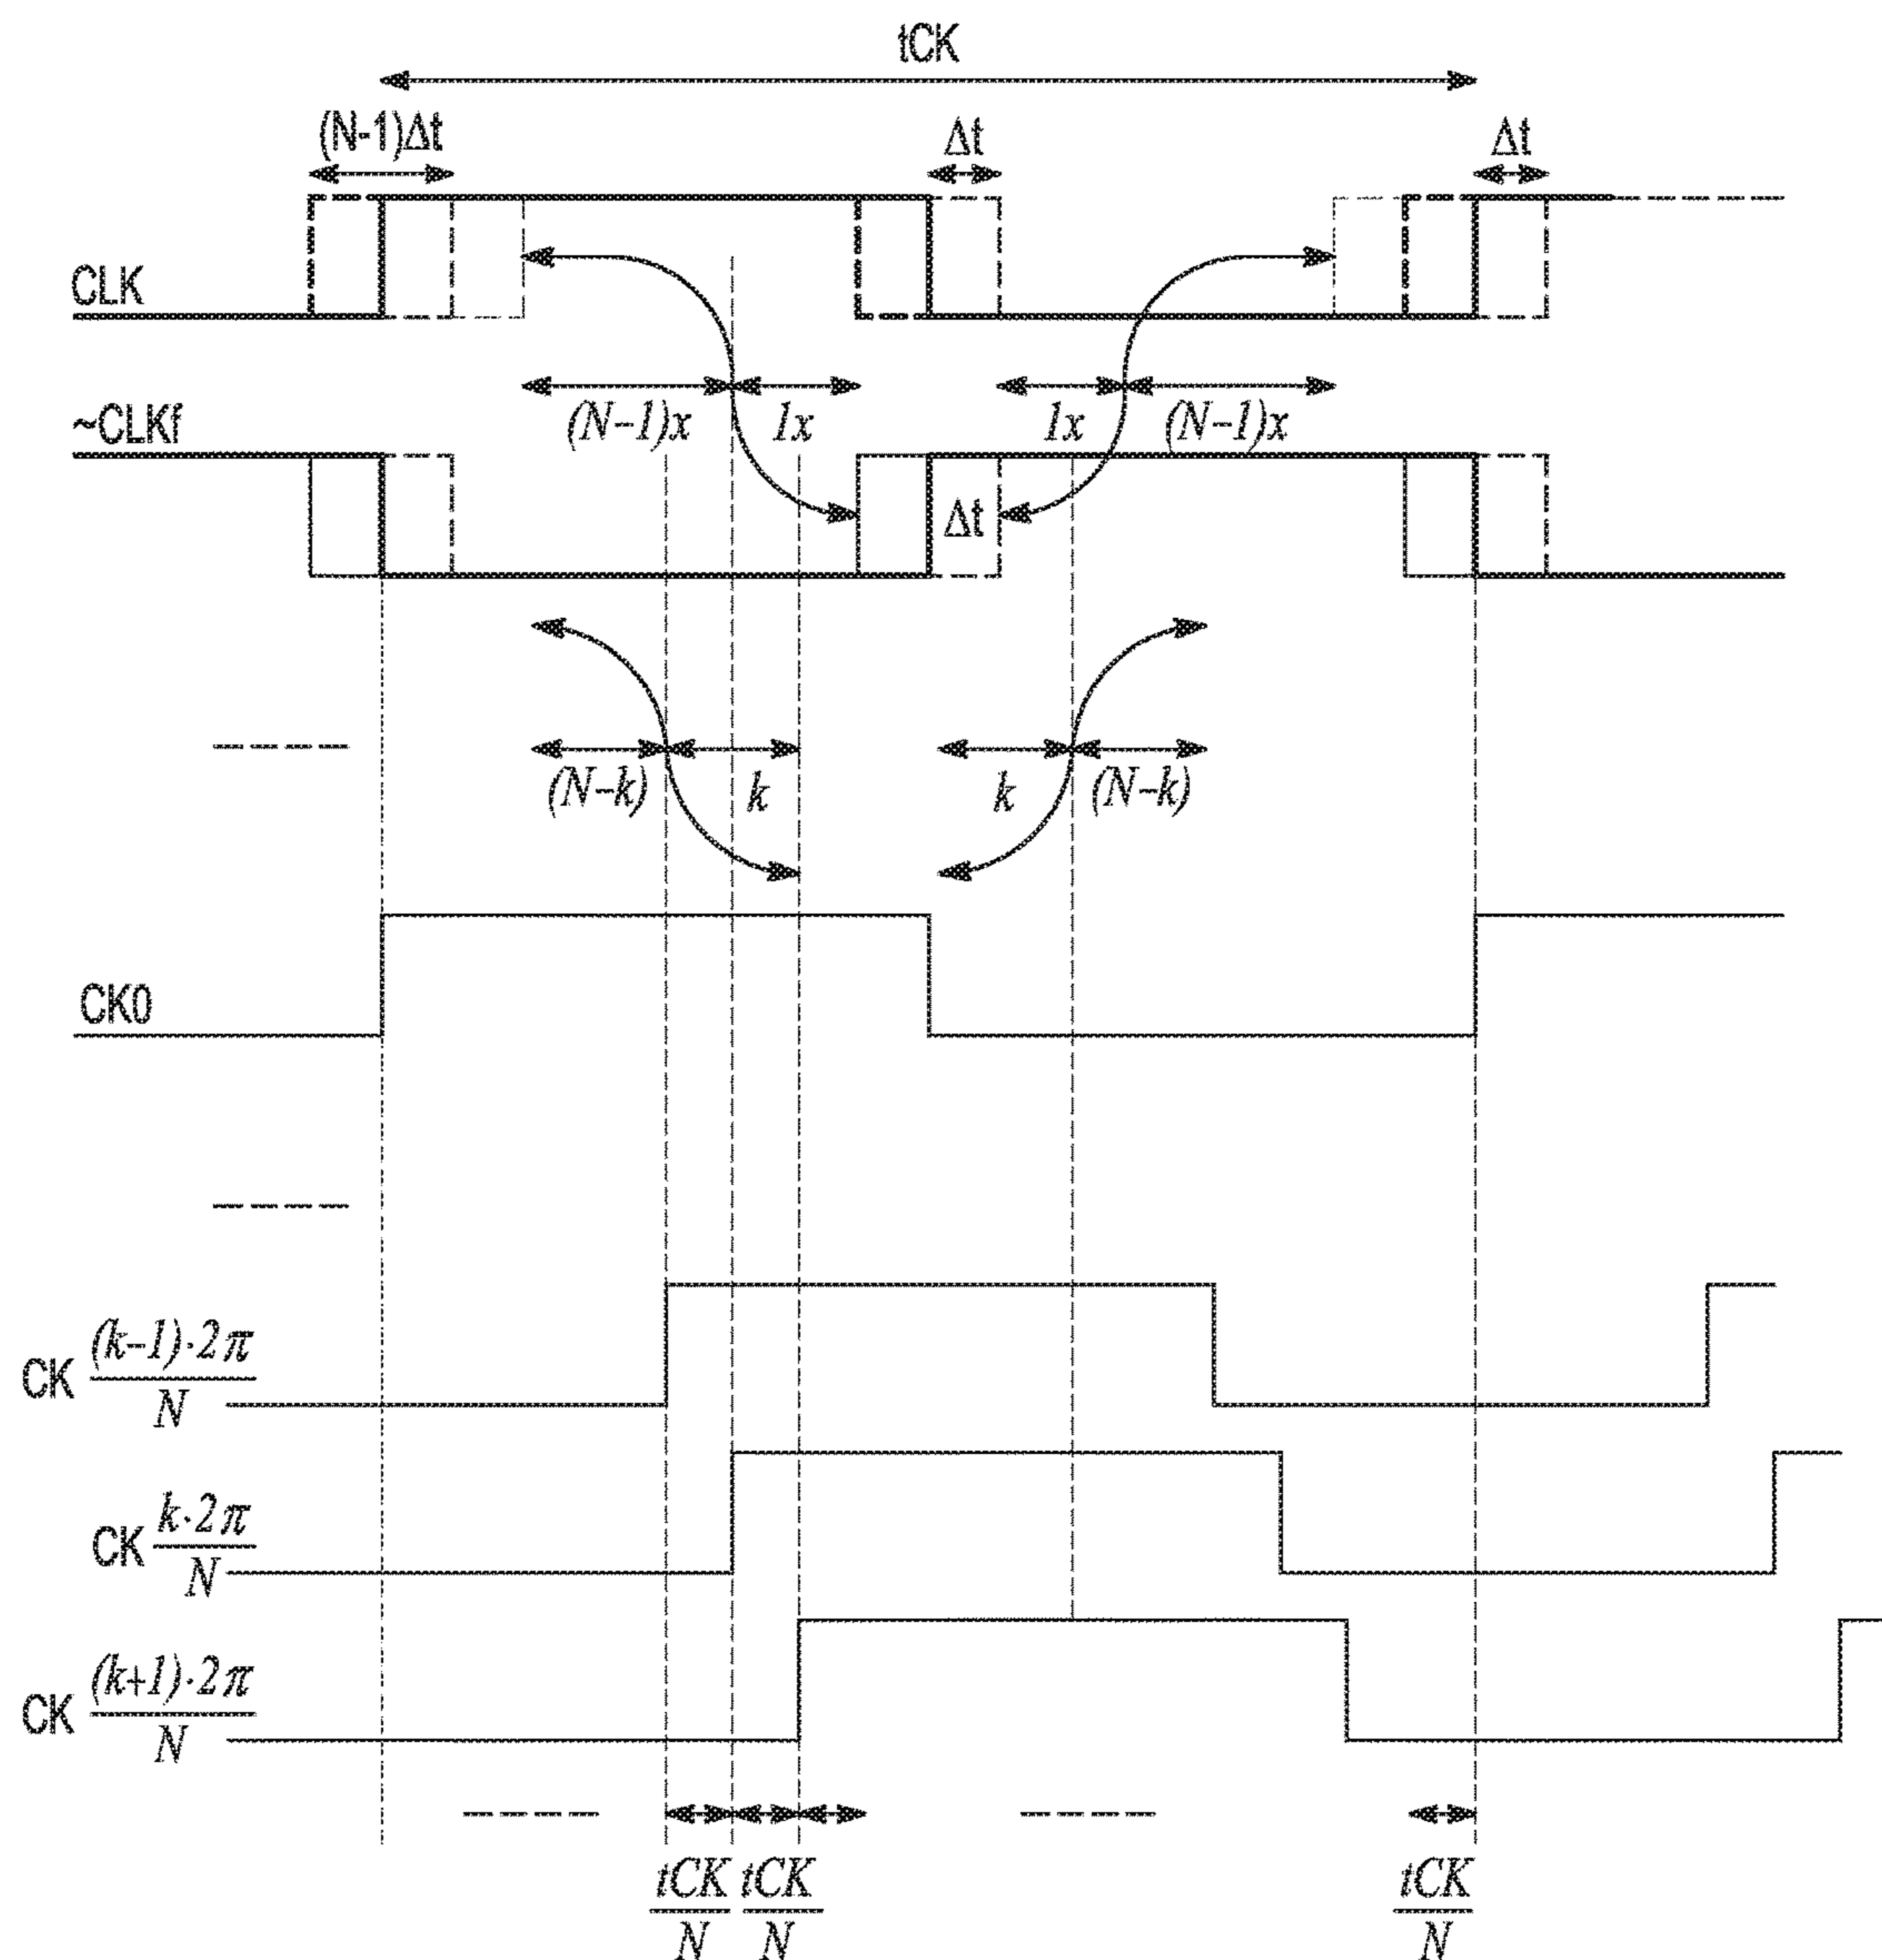 tCK
(N-1)Δt Δt Δt
CLK
(N-1)x 1x 1x (N-1)x
~CLKf
Δt
(N-k) k k (N-k)
CK0
CK (k-1)·2π/N
CK k·2π/N
CK (k+1)·2π/N
tCK/N tCK/N tCK/N